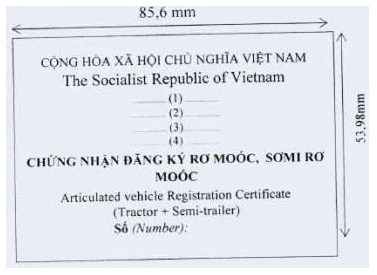 85,6 mm
CỘNG HÒA XÃ HỘI CHỦ NGHĨA VIỆT NAM
The Socialist Republic of Vietnam
.......... (1) ..........
.......... (2) ..........
.......... (3) ..........
.......... (4) ..........
CHỨNG NHẬN ĐĂNG KÝ RƠ MOÓC, SƠMI RƠ
MOÓC
Articulated vehicle Registration Certificate
(Tractor + Semi-trailer)
Số (Number):
53,98mm